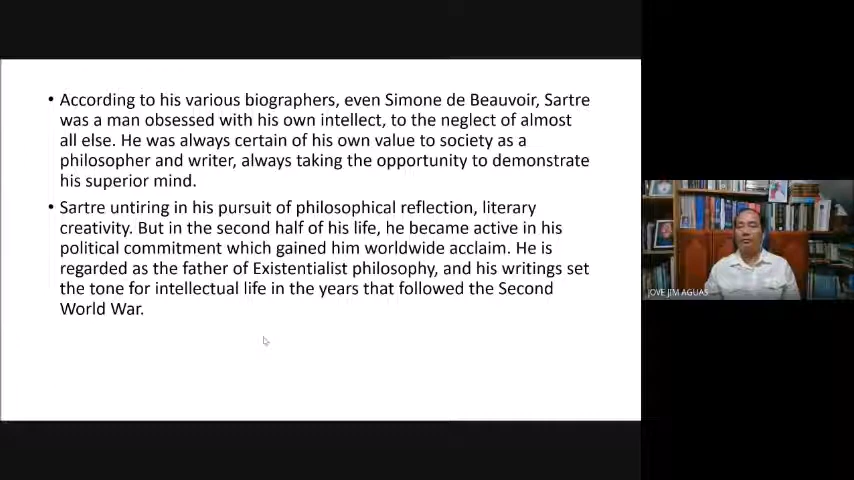 • According to his various biographers, even Simone de Beauvoir, Sartre
was a man obsessed with his own intellect, to the neglect of almost
all else. He was always certain of his own value to society as a
philosopher and writer, always taking the opportunity to demonstrate
his superior mind.
• Sartre untiring in his pursuit of philosophical reflection, literary
creativity. But in the second half of his life, he became active in his
political commitment which gained him worldwide acclaim. He is
regarded as the father of Existentialist philosophy, and his writings set
the tone for intellectual life in the years that followed the Second
World War.
JOVE JIM AGUAS